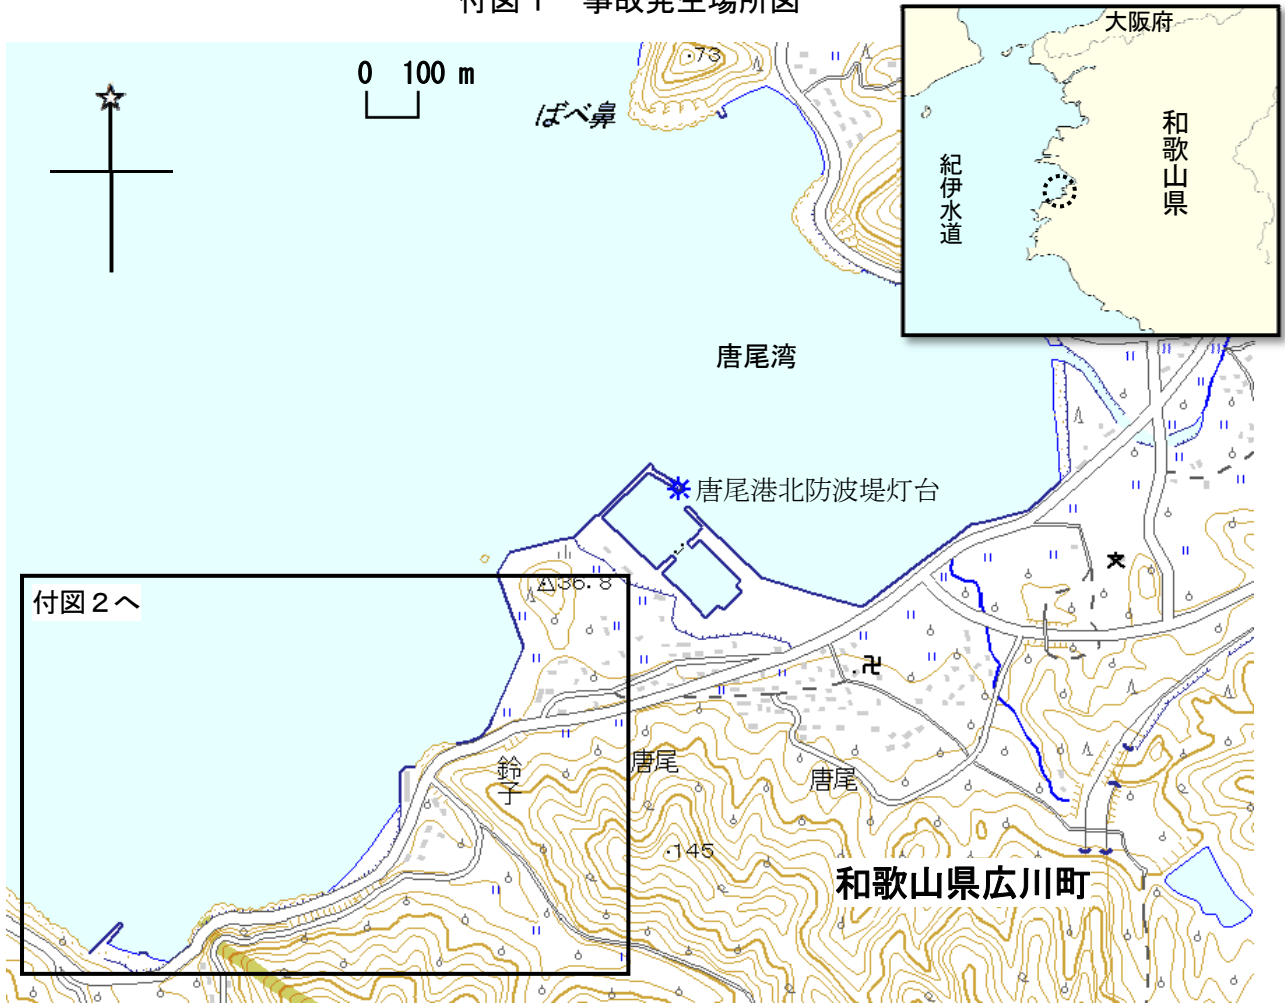 付図1 事故発生場所図
大阪府
和歌山県
紀伊水道
0 100 m
ばべ鼻
・73
唐尾湾
唐尾港北防波堤灯台
付図2へ
36.8
鈴子
唐尾
唐尾
・145
和歌山県広川町